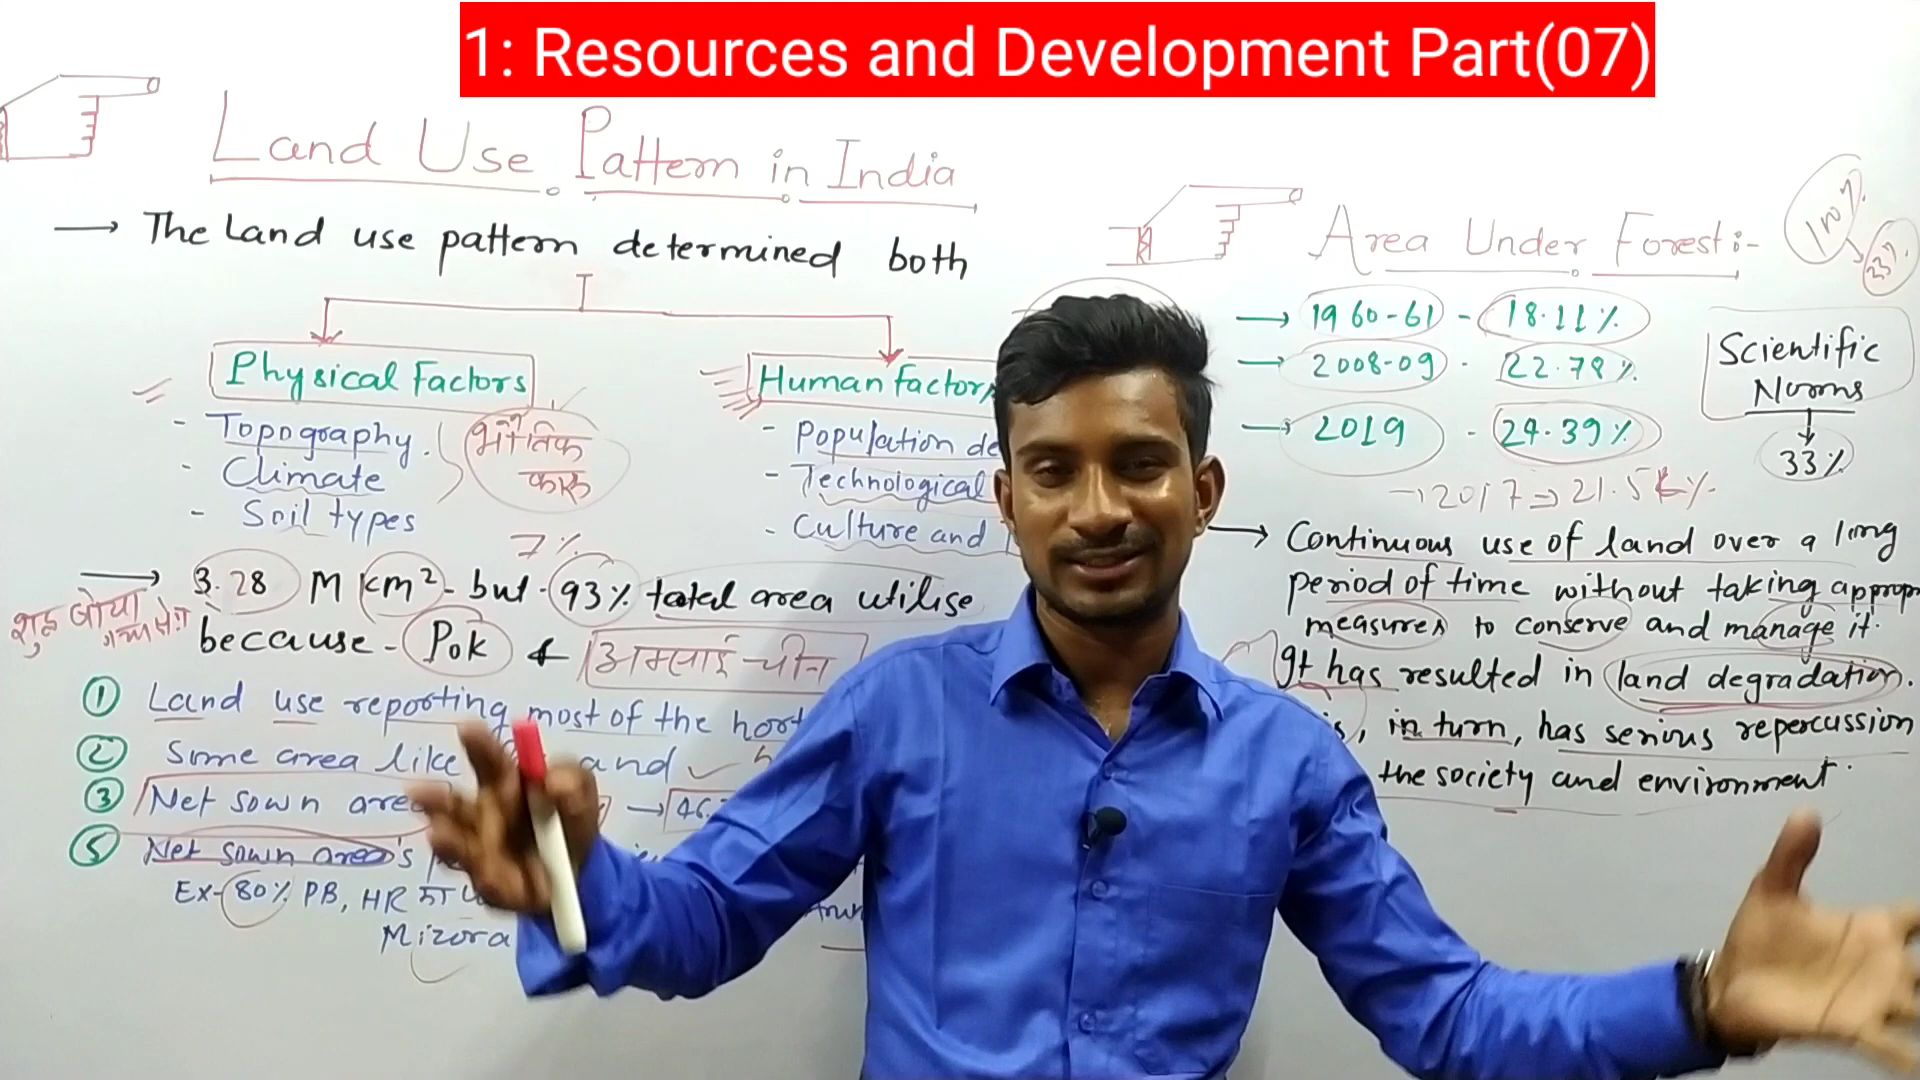 1: Resources and Development Part(07)
Land Use Pattern in India
→ The Land use pattern determined both
Physical Factors
- Topography.
- Climate
- Soil types
भौतिक
कारक
Human factors
- Population de
- Technological
- Culture and
7%
→ 3.28 M km² - but - 93% total area utilise
because - Pok &
शुद्ध बोया
① Land use reporting most of the
② Some area like and
③ Net sown area → 46.
⑤ Net sown area's
Ex- 80% PB, HR
Mizora
Area Under Forest:-
100%
33%
→ 1960-61 - 18.11%
→ 2008-09 - 22.78%
→ 2019 - 24.39%
→ 2017 ⇒
Scientific
Norms
33%
→ Continuous use of land over a long
period of time without taking approp
measures to conserve and manage it.
It has resulted in land degradation.
is, in turn, has serious repercussion
the society and environment.